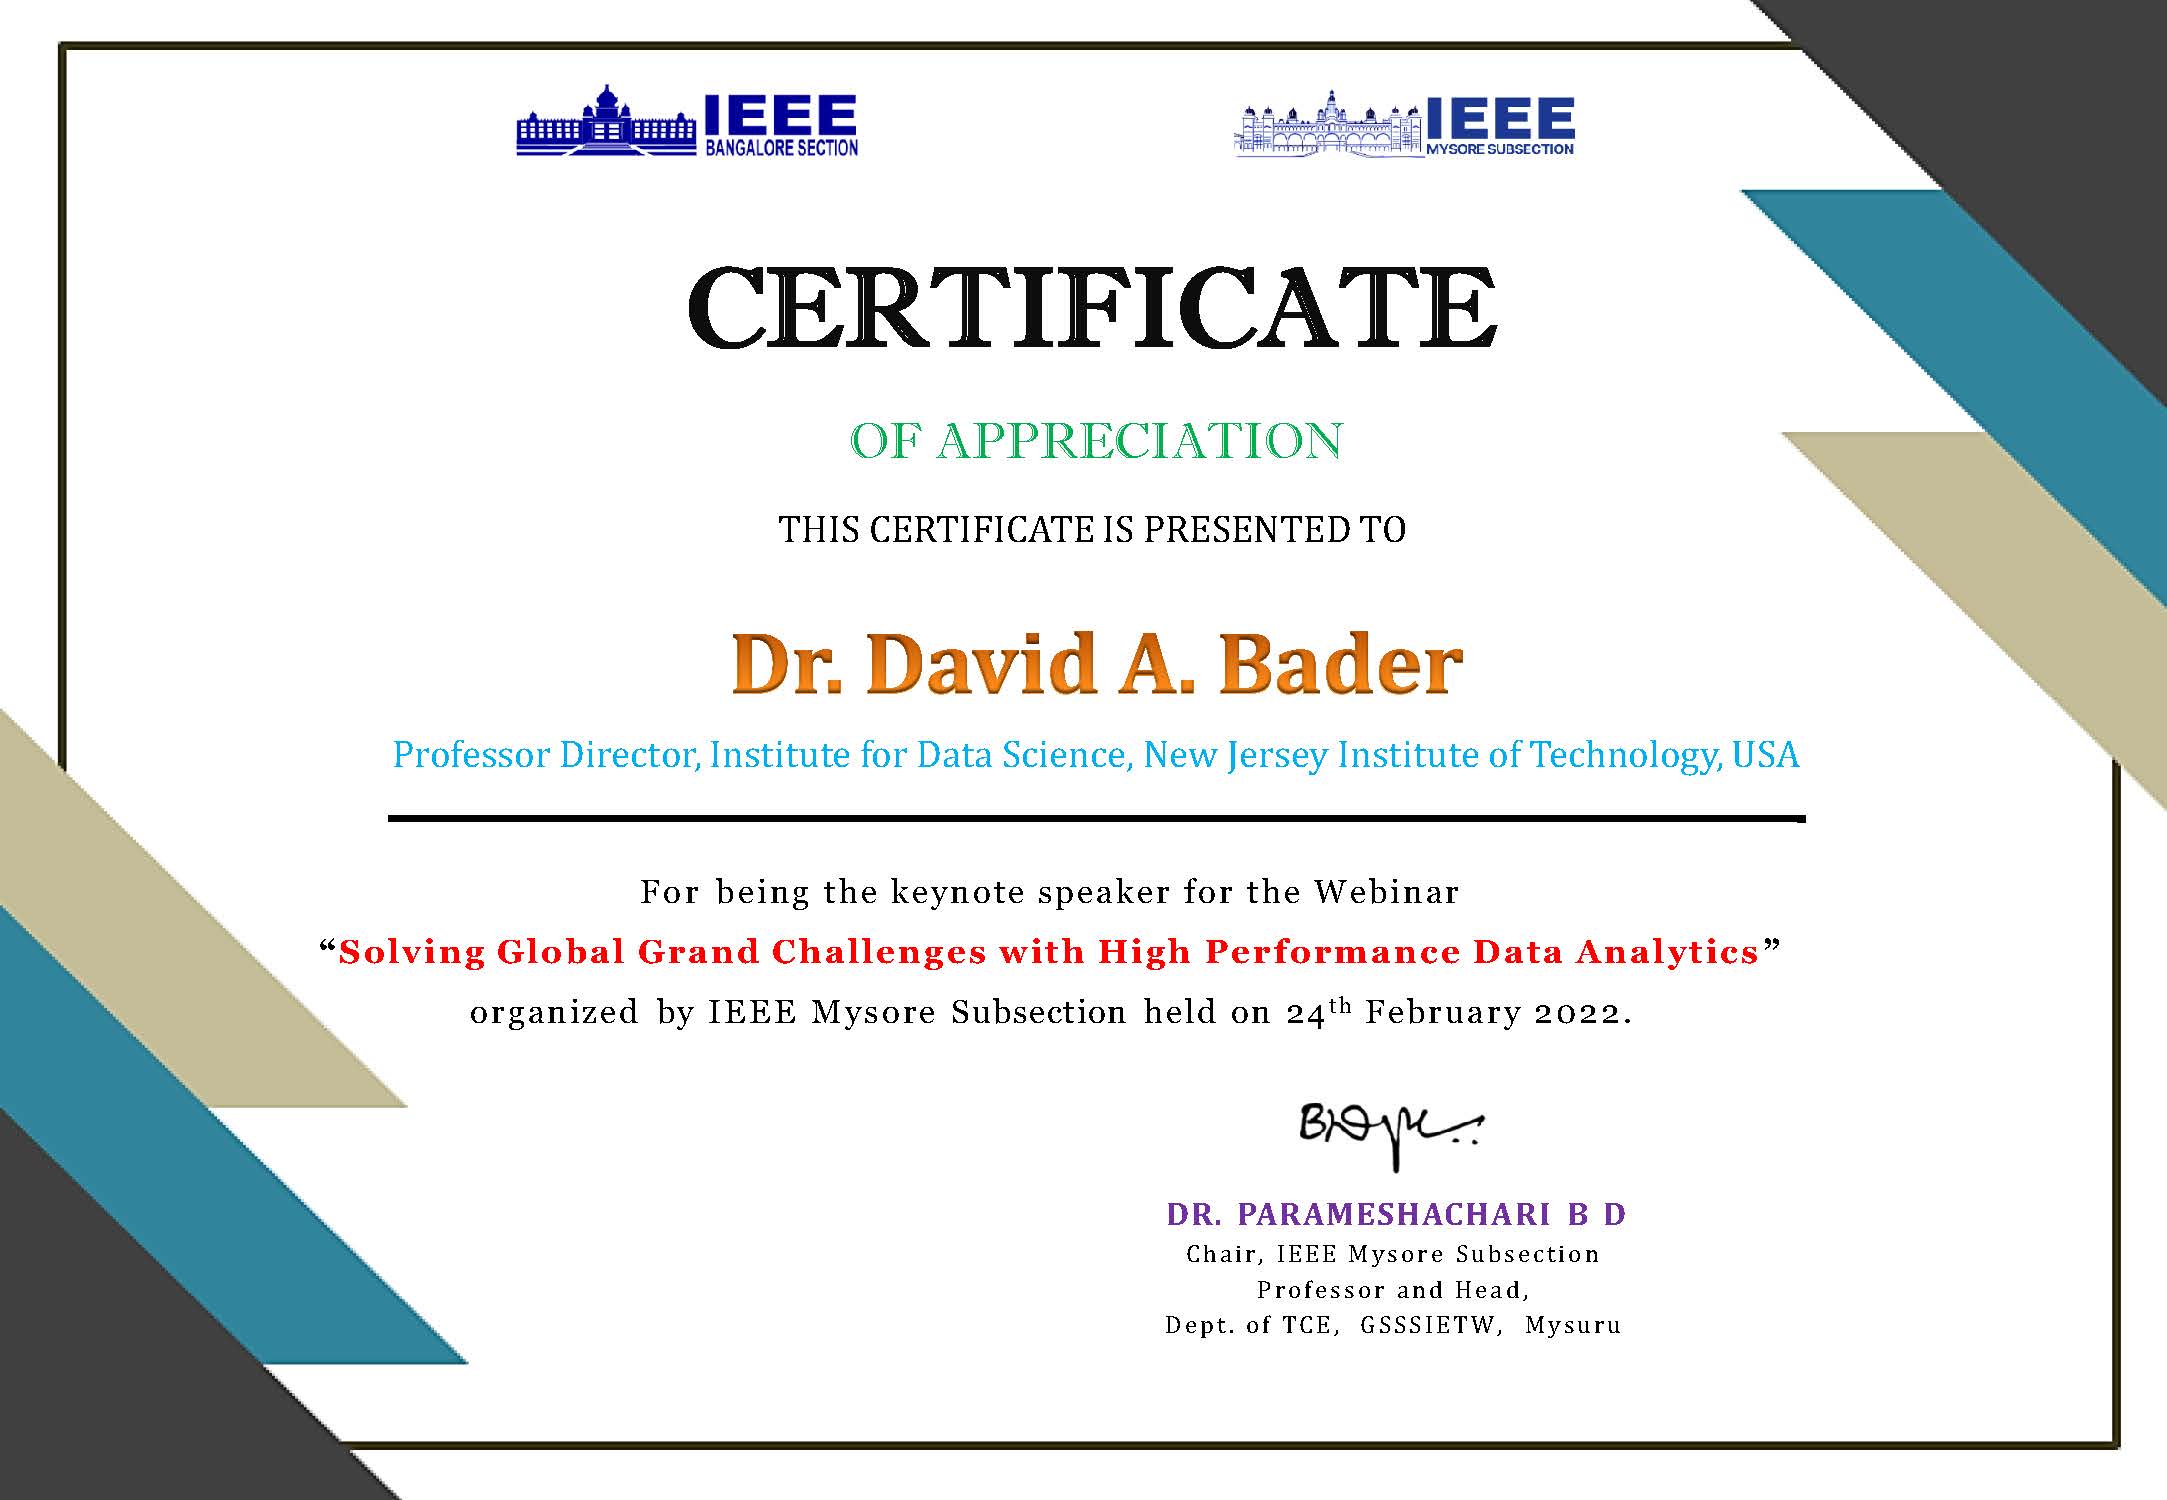 IEEE
BANGALORE SECTION
IEEE
MYSORE SUBSECTION
CERTIFICATE
OF APPRECIATION
THIS CERTIFICATE IS PRESENTED TO
Dr. David A. Bader
Professor Director, Institute for Data Science, New Jersey Institute of Technology, USA
For being the keynote speaker for the Webinar
“Solving Global Grand Challenges with High Performance Data Analytics”
organized by IEEE Mysore Subsection held on 24th February 2022.
DR. PARAMESHACHARI B D
Chair, IEEE Mysore Subsection
Professor and Head,
Dept. of TCE, GSSSIETW, Mysuru